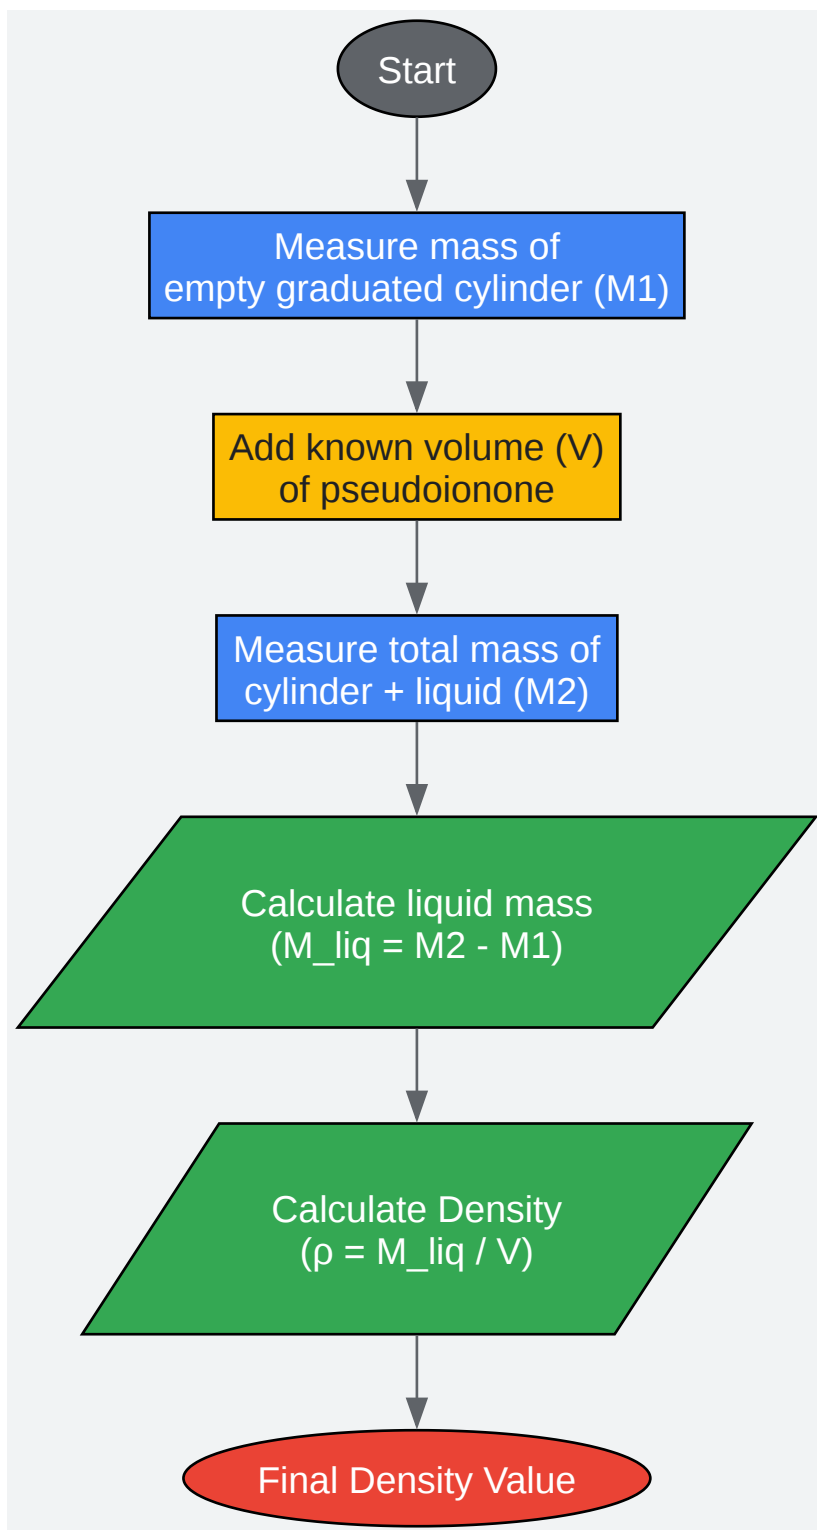 Start
Measure mass of
empty graduated cylinder (M1)
Add known volume (V)
of pseudoionone
Measure total mass of
cylinder + liquid (M2)
Calculate liquid mass
(M_liq = M2 - M1)
Calculate Density
(ρ = M_liq / V)
Final Density Value